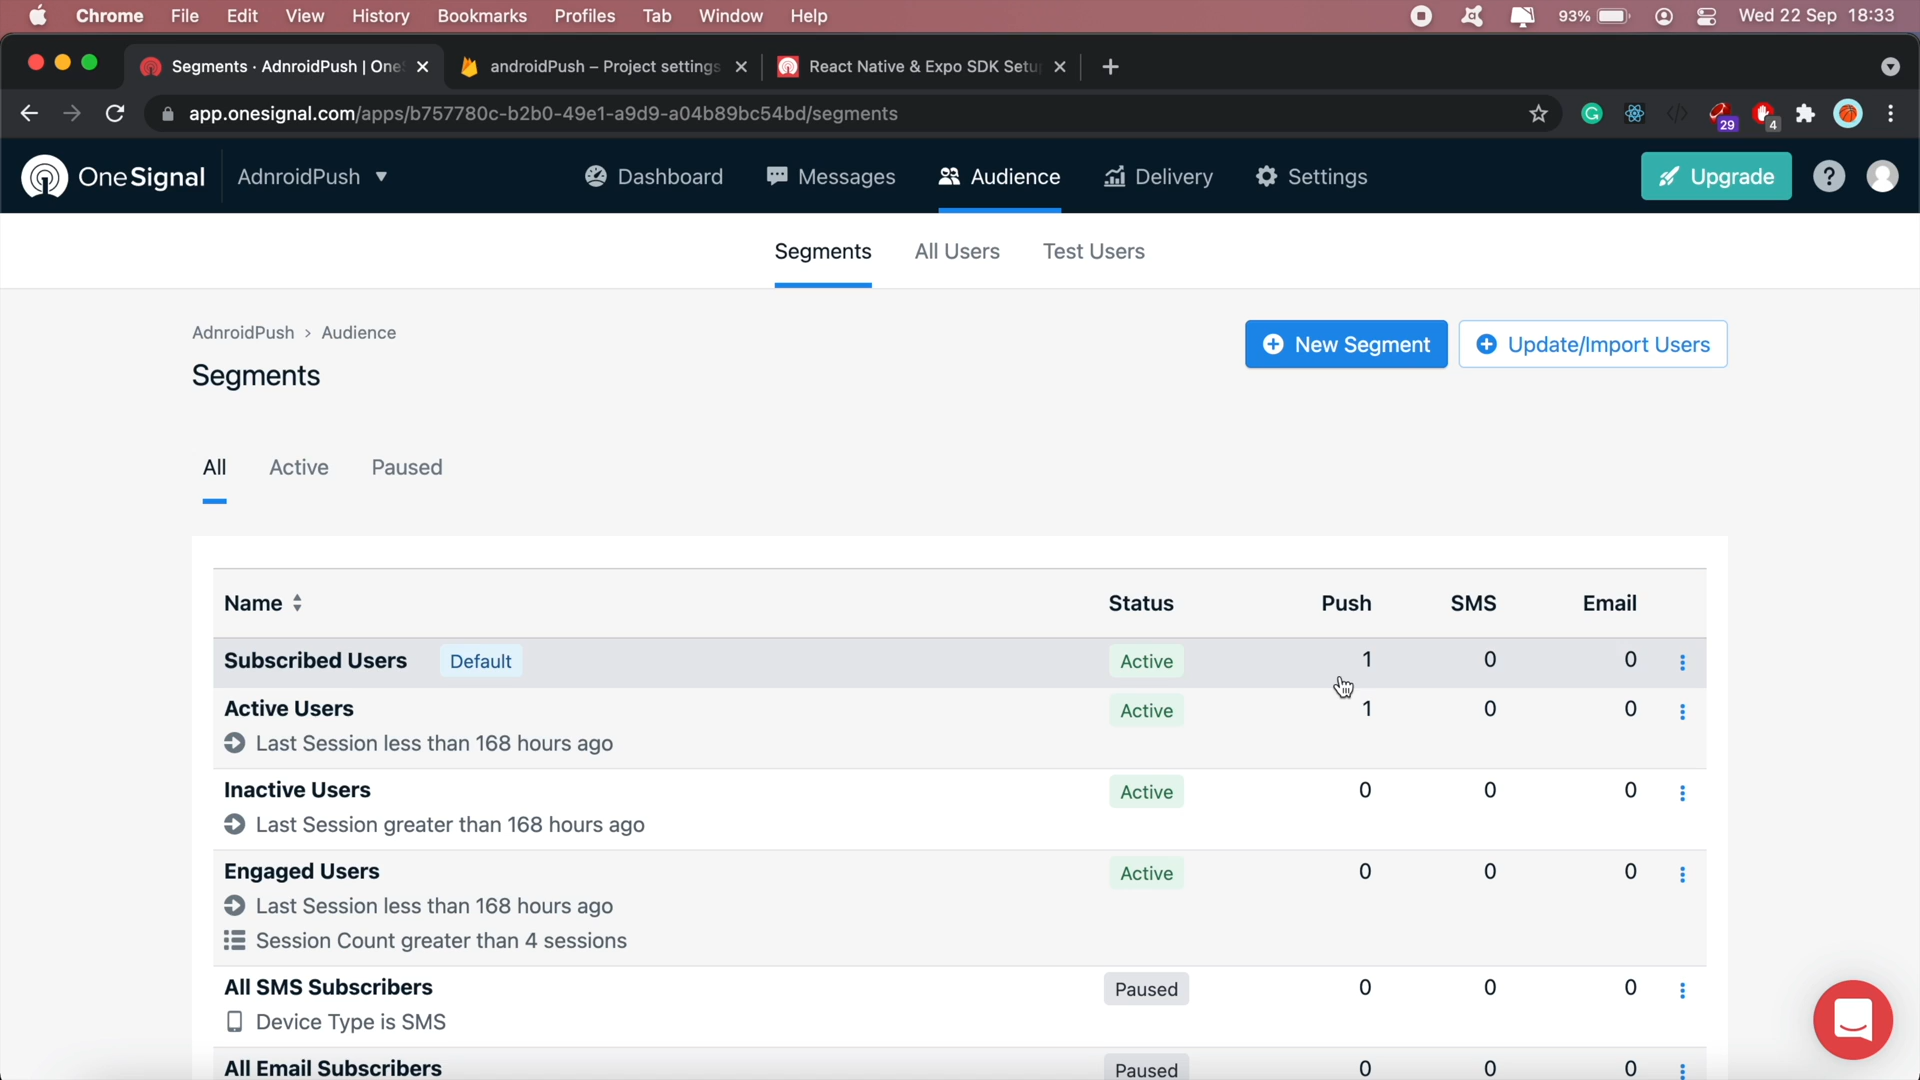 Chrome File Edit View History Bookmarks Profiles Tab Window Help 93% Wed 22 Sep 18:33
Segments · AdnroidPush | One androidPush – Project settings React Native & Expo SDK Setu
app.onesignal.com/apps/b757780c-b2b0-49e1-a9d9-a04b89bc54bd/segments 29 4
OneSignal AdnroidPush Dashboard Messages Audience Delivery Settings Upgrade ?
Segments All Users Test Users
AdnroidPush › Audience
Segments
New Segment Update/Import Users
All Active Paused
Name Status Push SMS Email
Subscribed Users Default Active 1 0 0
Active Users Active 1 0 0
Last Session less than 168 hours ago
Inactive Users Active 0 0 0
Last Session greater than 168 hours ago
Engaged Users Active 0 0 0
Last Session less than 168 hours ago
Session Count greater than 4 sessions
All SMS Subscribers Paused 0 0 0
Device Type is SMS
All Email Subscribers Paused 0 0 0